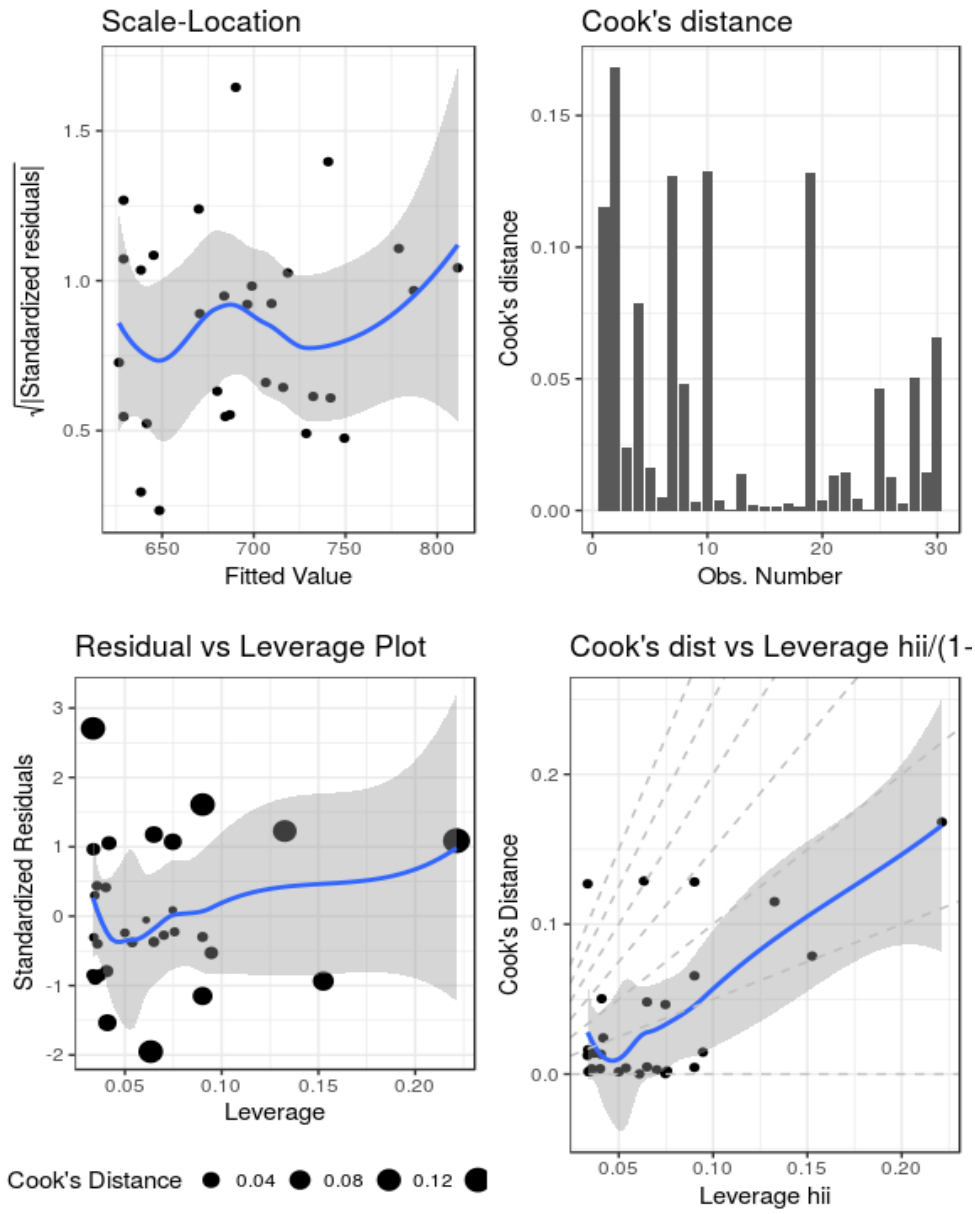 Scale-Location
1.5
1.0
0.5
√|Standardized residuals|
650 700 750 800
Fitted Value
Cook's distance
0.15
0.10
0.05
0.00
Cook's distance
0 10 20 30
Obs. Number
Residual vs Leverage Plot
3
2
1
0
-1
-2
Standardized Residuals
0.05 0.10 0.15 0.20
Leverage
Cook's Distance 0.04 0.08 0.12
Cook's dist vs Leverage hii/(1-
0.2
0.1
0.0
Cook's Distance
0.05 0.10 0.15 0.20
Leverage hii